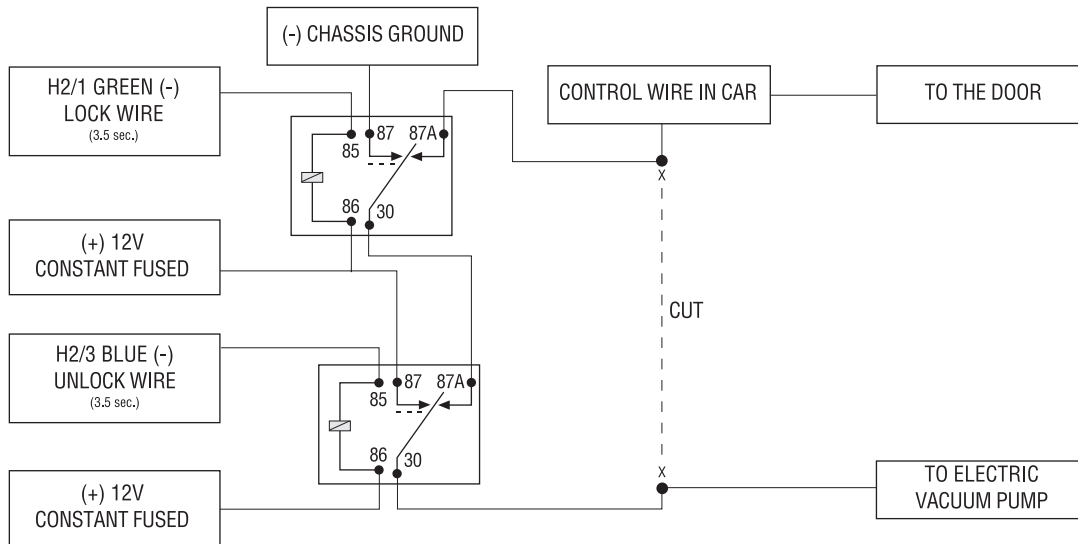 (-) CHASSIS GROUND
H2/1 GREEN (-)
LOCK WIRE
(3.5 sec.)
CONTROL WIRE IN CAR
TO THE DOOR
87
87A
85
86
30
X
(+) 12V
CONSTANT FUSED
CUT
H2/3 BLUE (-)
UNLOCK WIRE
(3.5 sec.)
87
87A
85
86
30
X
(+) 12V
CONSTANT FUSED
TO ELECTRIC
VACUUM PUMP